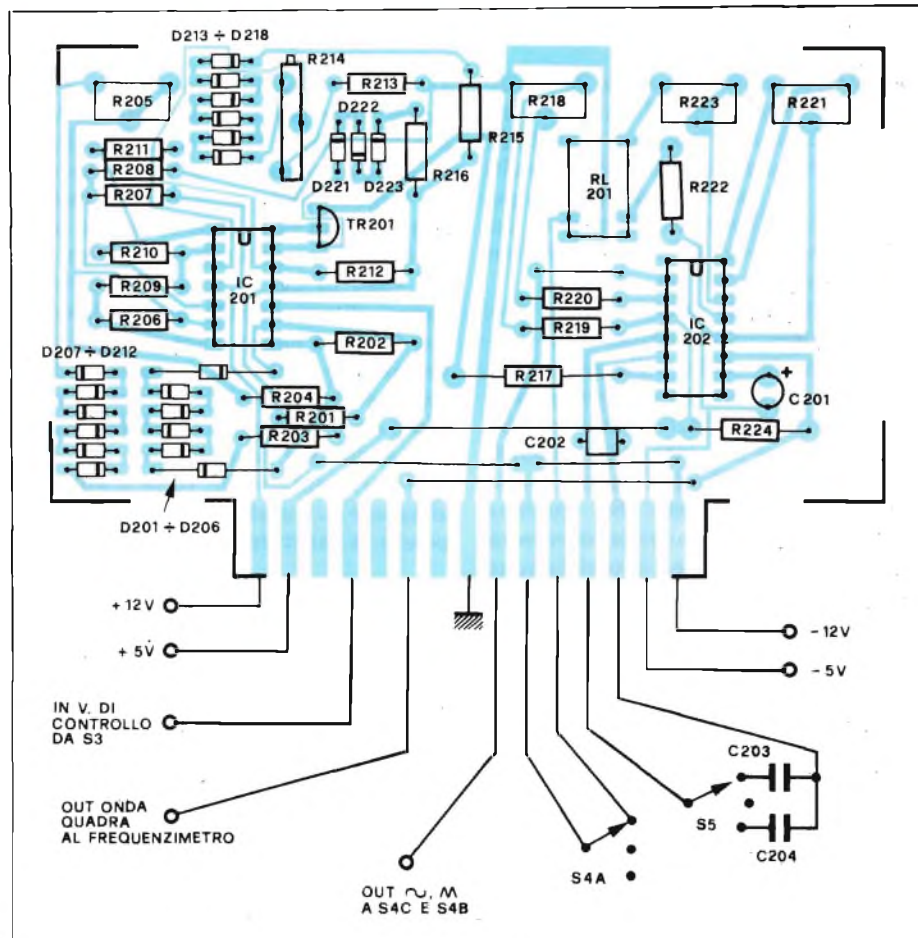 D213 ÷ D218
R214
R213
D222
R205
R218
R223
R221
R215
R211
R208
R207
D221
D223
R216
RL
201
R222
TR201
R210
R209
R206
IC
201
R212
R220
R219
IC
202
R202
D207 ÷ D212
R217
+
C201
R204
R201
R203
C202
R224
D201 ÷ D206
+ 12V
+ 5V
IN V. DI
CONTROLLO
DA S3
OUT ONDA
QUADRA
AL FREQUENZIMETRO
OUT ∼, ʍ
A S4C E S4B
S4A
- 12V
- 5V
C203
S5
C204